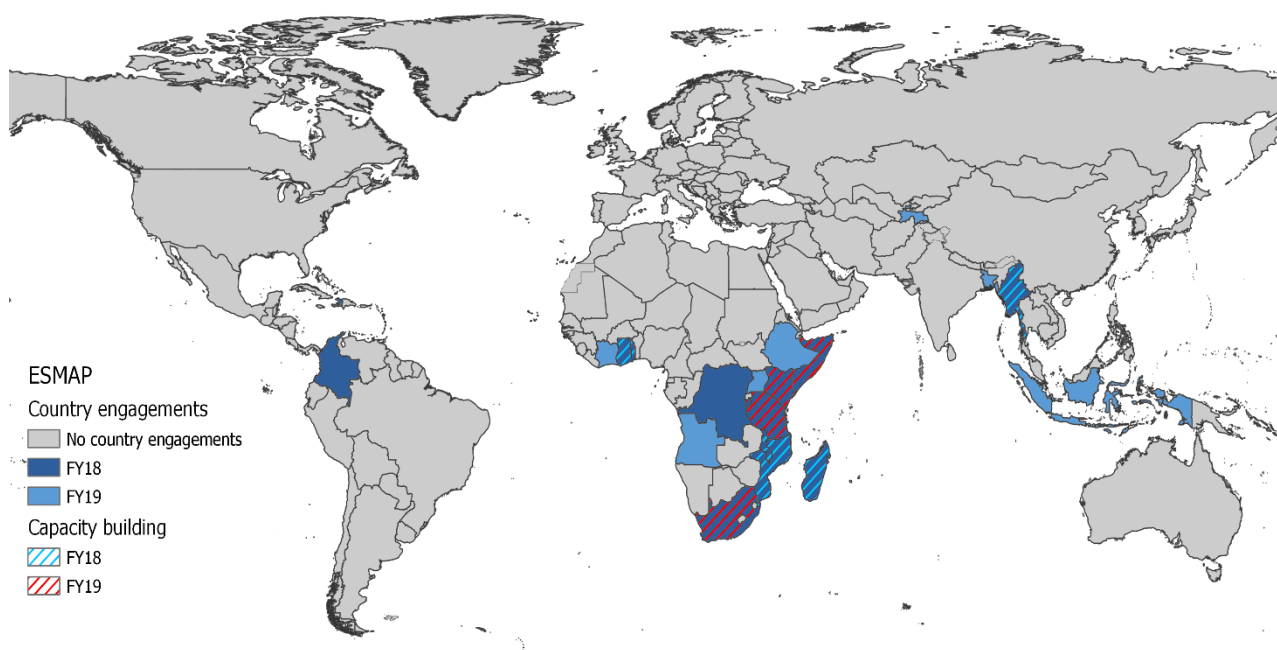 ESMAP
Country engagements
No country engagements
FY18
FY19
Capacity building
FY18
FY19